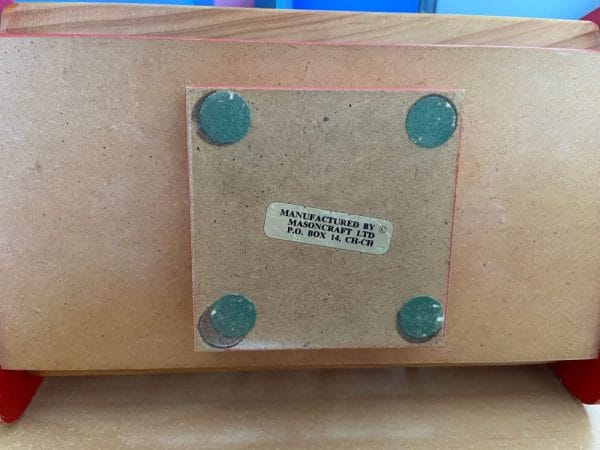 MANUFACTURED BY ©
MASONCRAFT LTD
P.O. BOX 14, CH-CH